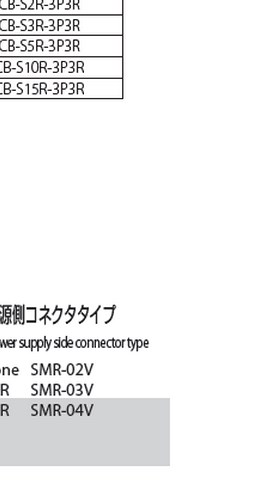 CB-S2R-3P3R
CB-S3R-3P3R
CB-S5R-3P3R
CB-S10R-3P3R
CB-S15R-3P3R
源側コネクタタイプ
wer supply side connector type
one SMR-02V
R SMR-03V
R SMR-04V